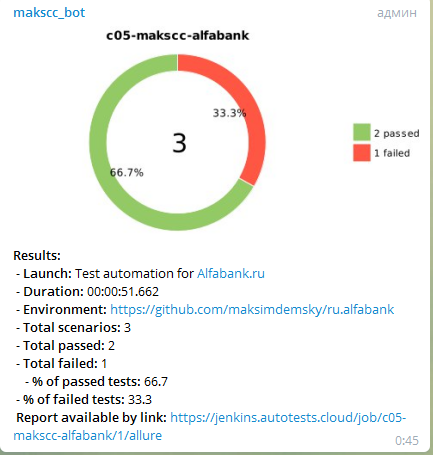 makscc_bot админ
c05-makscc-alfabank
33.3%
3
66.7%
2 passed
1 failed
Results:
- Launch: Test automation for Alfabank.ru
- Duration: 00:00:51.662
- Environment: https://github.com/maksimdemsky/ru.alfabank
- Total scenarios: 3
- Total passed: 2
- Total failed: 1
- % of passed tests: 66.7
- % of failed tests: 33.3
Report available by link: https://jenkins.autotests.cloud/job/c05-
makscc-alfabank/1/allure
0:45